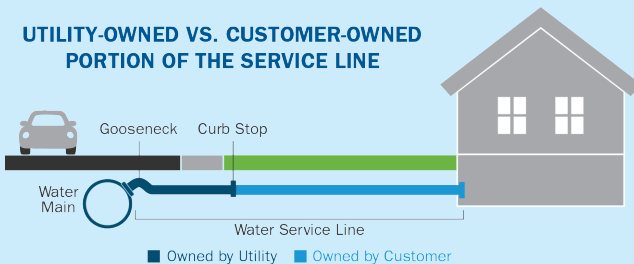 UTILITY-OWNED VS. CUSTOMER-OWNED
PORTION OF THE SERVICE LINE
Gooseneck
Curb Stop
Water
Main
Water Service Line
Owned by Utility
Owned by Customer